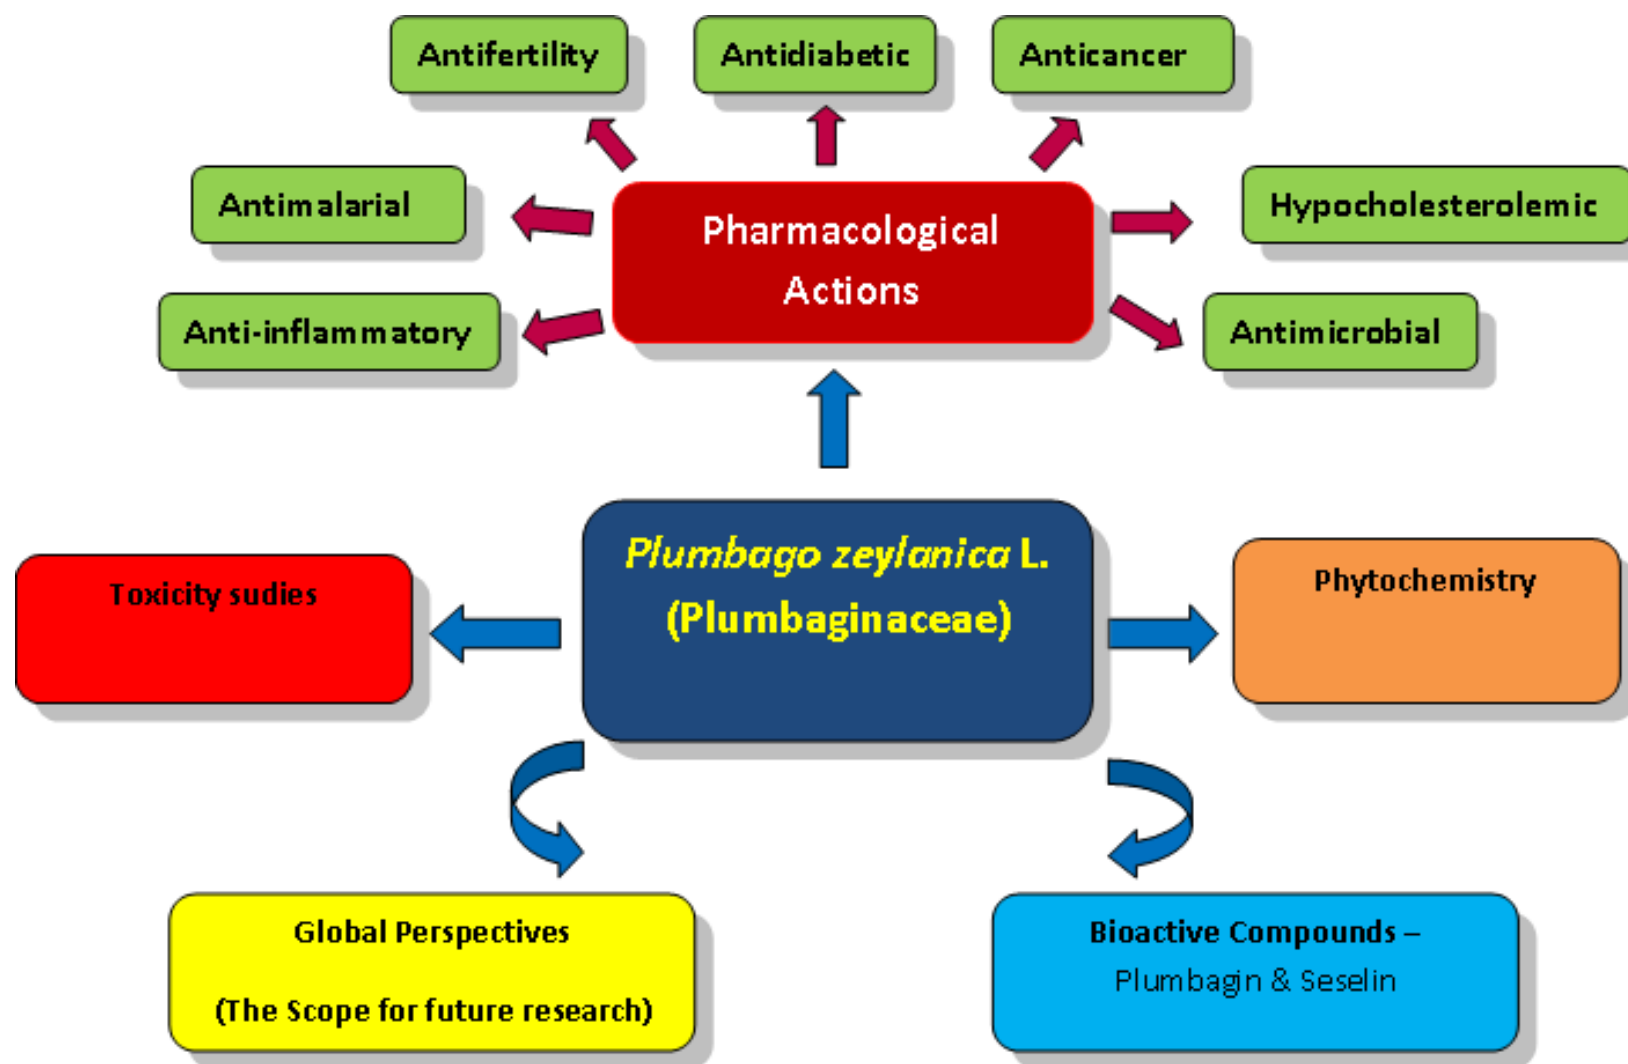 Antifertility
Antidiabetic
Anticancer
Antimalarial
Hypocholesterolemic
Pharmacological
Actions
Anti-inflammatory
Antimicrobial
Plumbago zeylanica L.
(Plumbaginaceae)
Toxicity sudies
Phytochemistry
Global Perspectives
(The Scope for future research)
Bioactive Compounds –
Plumbagin & Seselin